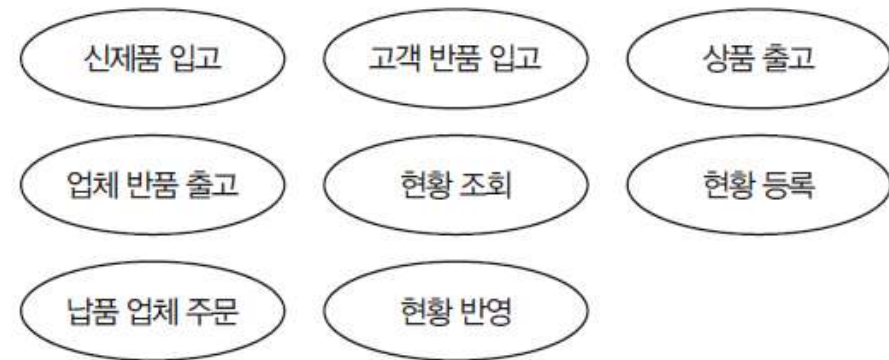 신제품 입고
고객 반품 입고
상품 출고
업체 반품 출고
현황 조회
현황 등록
납품 업체 주문
현황 반영